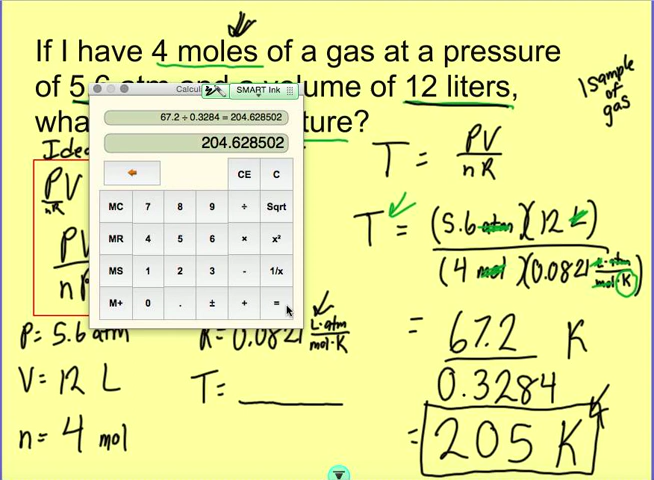 If I have 4 moles of a gas at a pressure
of 5.6 atm and a volume of 12 liters,
wha ture?
1 sample
of
gas
Calcul SMART Ink
67.2 ÷ 0.3284 = 204.628502
204.628502
CE C
MC 7 8 9 ÷ Sqrt
MR 4 5 6 × x²
MS 1 2 3 - 1/x
M+ 0 . ± + =
Idea
PV
nR
PV
n
T = PV
nR
T = (5.6 atm)(12 L)
(4 mol)(0.0821 L·atm
mol·K)
= 67.2 K
0.3284
= 205 K
P = 5.6 atm
V = 12 L
n = 4 mol
R = 0.0821 L·atm
mol·K
T = ______